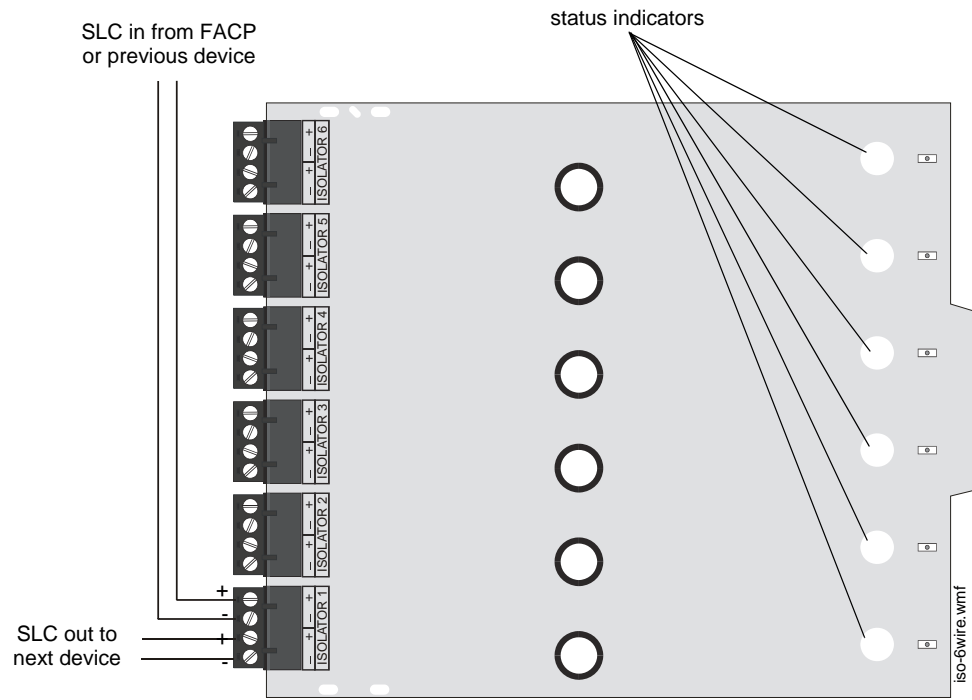 status indicators
SLC in from FACP
or previous device
+
–
+
–
ISOLATOR 6
+
–
+
–
ISOLATOR 5
+
–
+
–
ISOLATOR 4
+
–
+
–
ISOLATOR 3
+
–
+
–
ISOLATOR 2
+
–
+
–
ISOLATOR 1
+
-
+
-
SLC out to
next device
iso-6wire.wmf